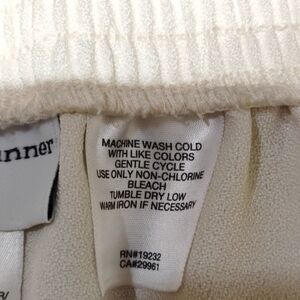 unner
MACHINE WASH COLD
WITH LIKE COLORS
GENTLE CYCLE
USE ONLY NON-CHLORINE
BLEACH
TUMBLE DRY LOW
WARM IRON IF NECESSARY
RN#19232
CA#29961